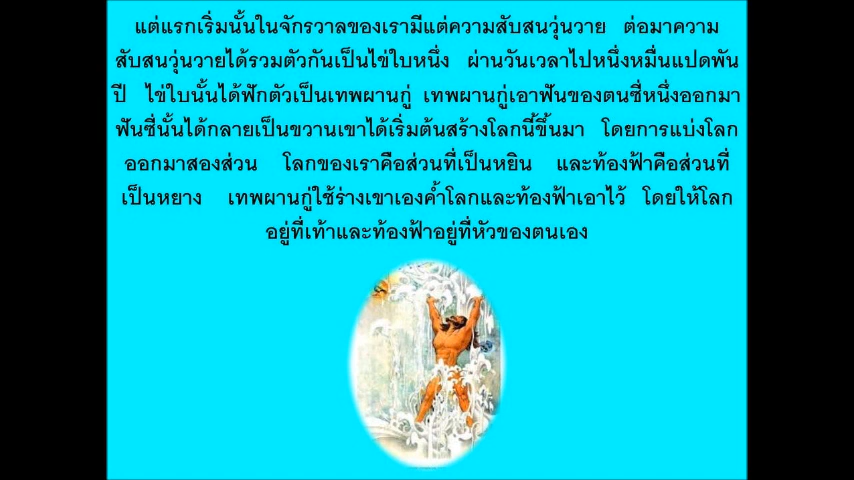 แต่แรกเริ่มนั้นในจักรวาลของเรามีแต่ความสับสนวุ่นวาย ต่อมาความ
สับสนวุ่นวายได้รวมตัวกันเป็นไข่ใบหนึ่ง ผ่านวันเวลาไปหนึ่งหมื่นแปดพัน
ปี ไข่ใบนั้นได้ฟักตัวเป็นเทพผานกู่ เทพผานกู่เอาฟันของตนซี่หนึ่งออกมา
ฟันซี่นั้นได้กลายเป็นขวานเขาได้เริ่มต้นสร้างโลกนี้ขึ้นมา โดยการแบ่งโลก
ออกมาสองส่วน โลกของเราคือส่วนที่เป็นหยิน และท้องฟ้าคือส่วนที่
เป็นหยาง เทพผานกู่ใช้ร่างเขาเองค้ำโลกและท้องฟ้าเอาไว้ โดยให้โลก
อยู่ที่เท้าและท้องฟ้าอยู่ที่หัวของตนเอง